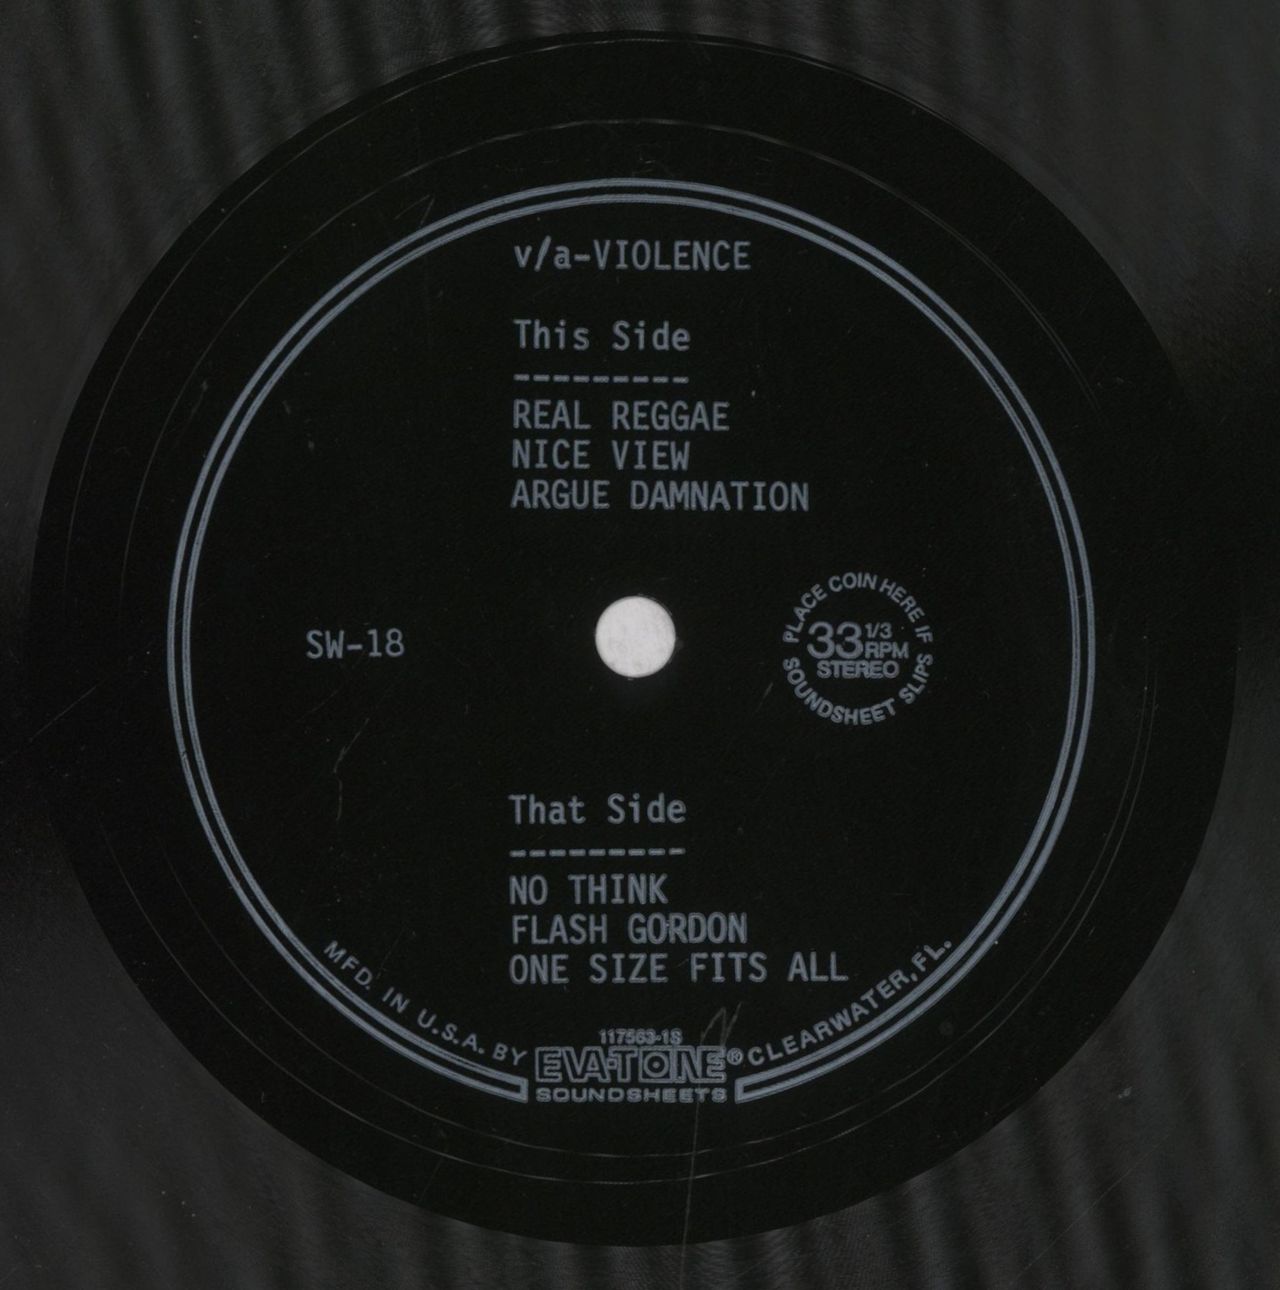 v/a-VIOLENCE
This Side
---------
REAL REGGAE
NICE VIEW
ARGUE DAMNATION
SW-18
PLACE COIN HERE IF
33 1/3
RPM
STEREO
SOUNDSHEET SLIPS
That Side
---------
NO THINK
FLASH GORDON
ONE SIZE FITS ALL
117563-1S
MFD. IN U.S.A. BY EVA-TONE® CLEARWATER, FL.
SOUNDSHEETS